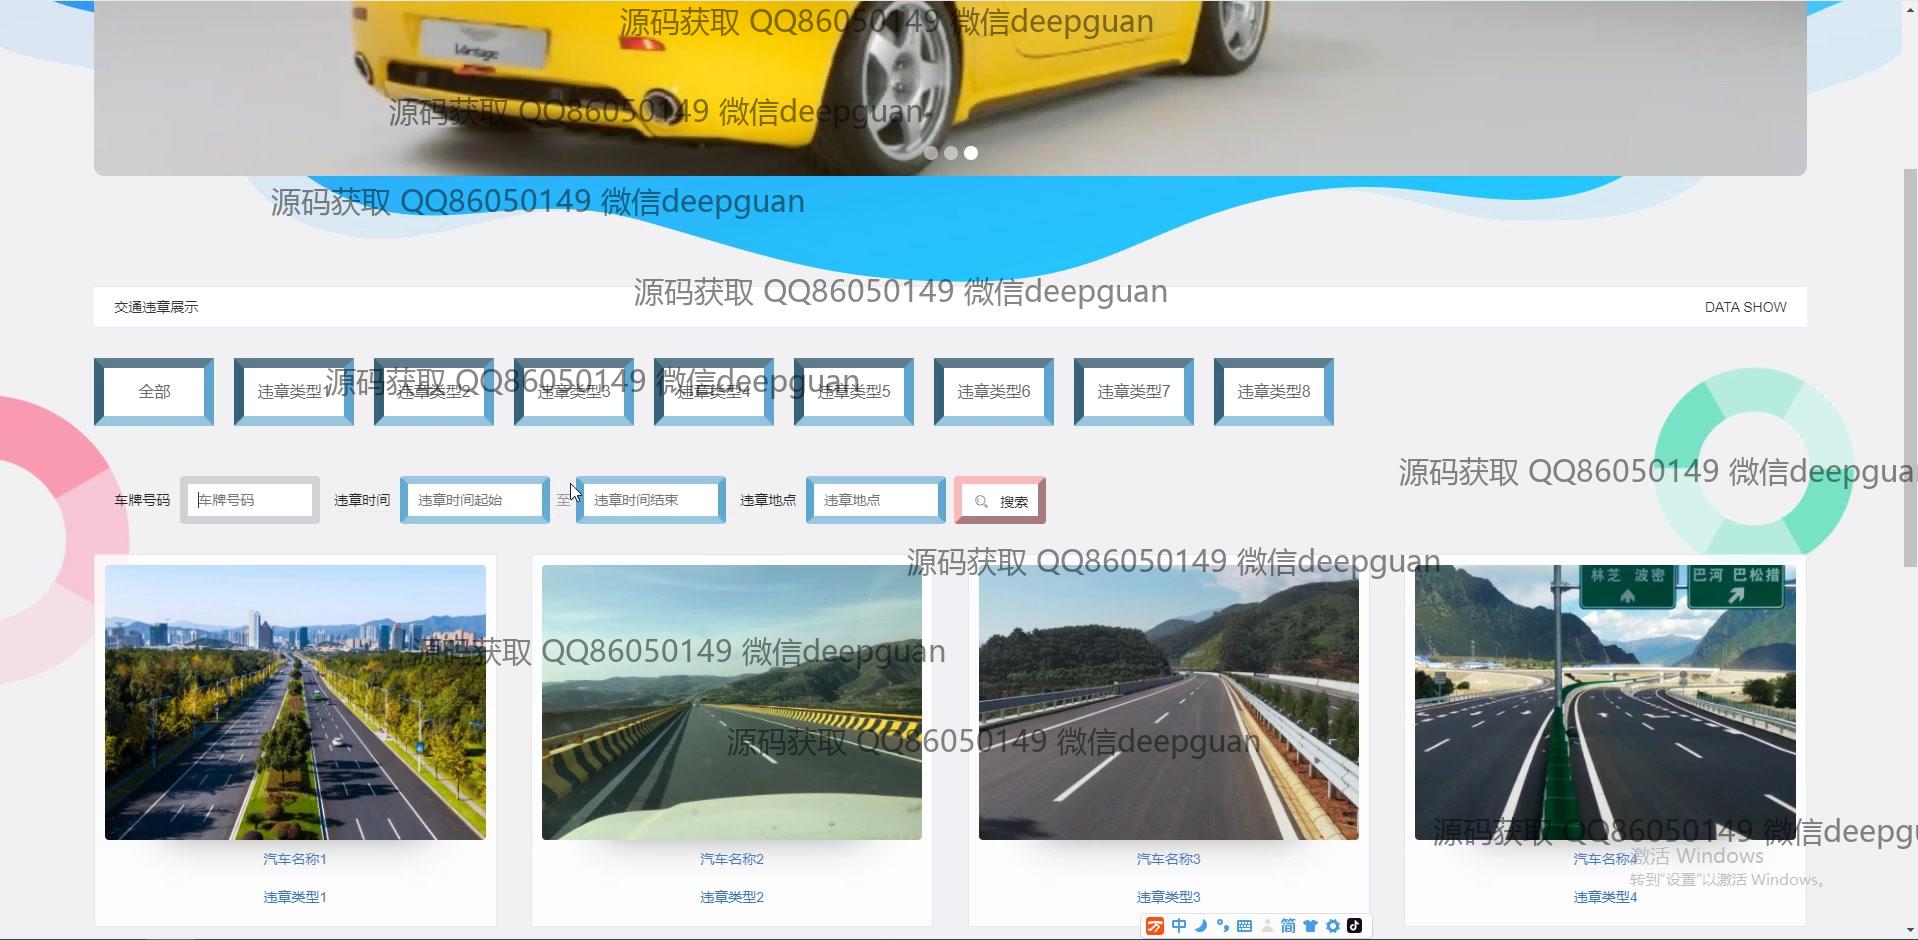 源码获取 QQ86050149 微信deepguan
Vantage
源码获取 QQ86050149 微信deepguan
源码获取 QQ86050149 微信deepguan
源码获取 QQ86050149 微信deepguan
交通违章展示
DATA SHOW
源码获取 QQ86050149 微信deepguan
全部
违章类型1
违章类型2
违章类型3
违章类型4
违章类型5
违章类型6
违章类型7
违章类型8
源码获取 QQ86050149 微信deepgua
车牌号码 车牌号码 违章时间 违章时间起始 至 违章时间结束 违章地点 违章地点 搜索
源码获取 QQ86050149 微信deepguan
林芝 波密
巴河 巴松措
源码获取 QQ86050149 微信deepguan
源码获取 QQ86050149 微信deepguan
源码获取 QQ86050149 微信deepgu
汽车名称1
汽车名称2
汽车名称3
汽车名称4
激活 Windows
转到"设置"以激活 Windows。
违章类型1
违章类型2
违章类型3
违章类型4
中
简